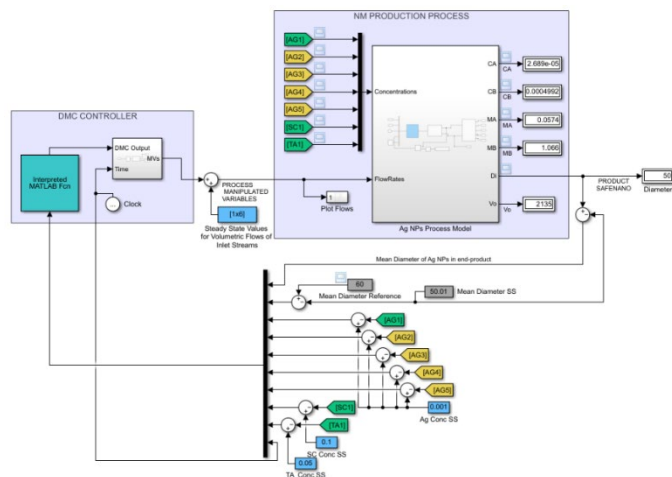 NM PRODUCTION PROCESS
[AG1]
[AG2]
[AG3]
[AG4]
[AG5]
[SC1]
[TA1]
Concentrations
FlowRates
CA
CB
MA
MB
Di
Vo
Ag NPs Process Model
CA
2.689e-05
CB
0.0004992
MA
0.0574
MB
1.066
Vo
2135
PRODUCT
SAFENANO
50
Diameter
DMC CONTROLLER
Interpreted
MATLAB Fcn
DMC Output
MVs
Time
Clock
PROCESS
MANIPULATED
VARIABLES
[1x6]
Steady State Values
for Volumetric Flows of
Inlet Streams
Plot Flows
Mean Diameter of Ag NPs in end-product
60
Mean Diameter Reference
50.01
Mean Diameter SS
[AG1]
[AG2]
[AG3]
[AG4]
[AG5]
[SC1]
[TA1]
0.001
Ag Conc SS
0.1
SC Conc SS
0.05
TA Conc SS